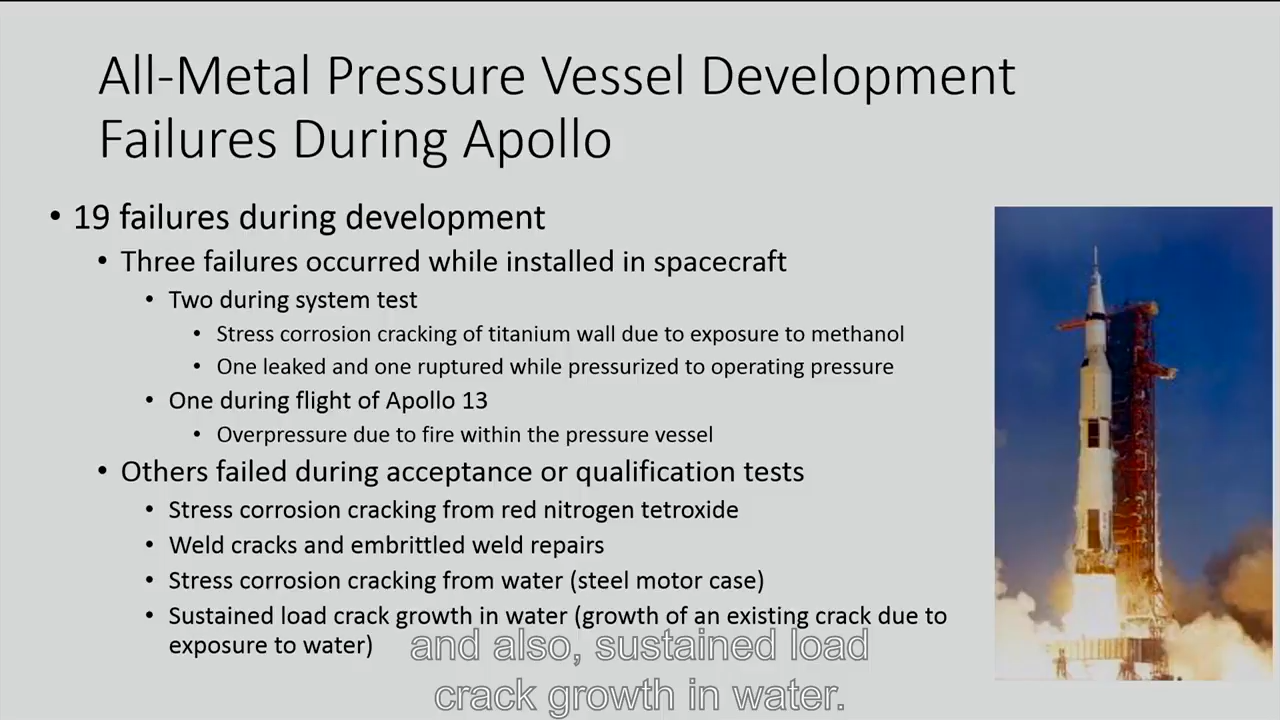 All-Metal Pressure Vessel Development
Failures During Apollo
• 19 failures during development
• Three failures occurred while installed in spacecraft
• Two during system test
• Stress corrosion cracking of titanium wall due to exposure to methanol
• One leaked and one ruptured while pressurized to operating pressure
• One during flight of Apollo 13
• Overpressure due to fire within the pressure vessel
• Others failed during acceptance or qualification tests
• Stress corrosion cracking from red nitrogen tetroxide
• Weld cracks and embrittled weld repairs
• Stress corrosion cracking from water (steel motor case)
• Sustained load crack growth in water (growth of an existing crack due to
exposure to water)
and also, sustained load
crack growth in water.